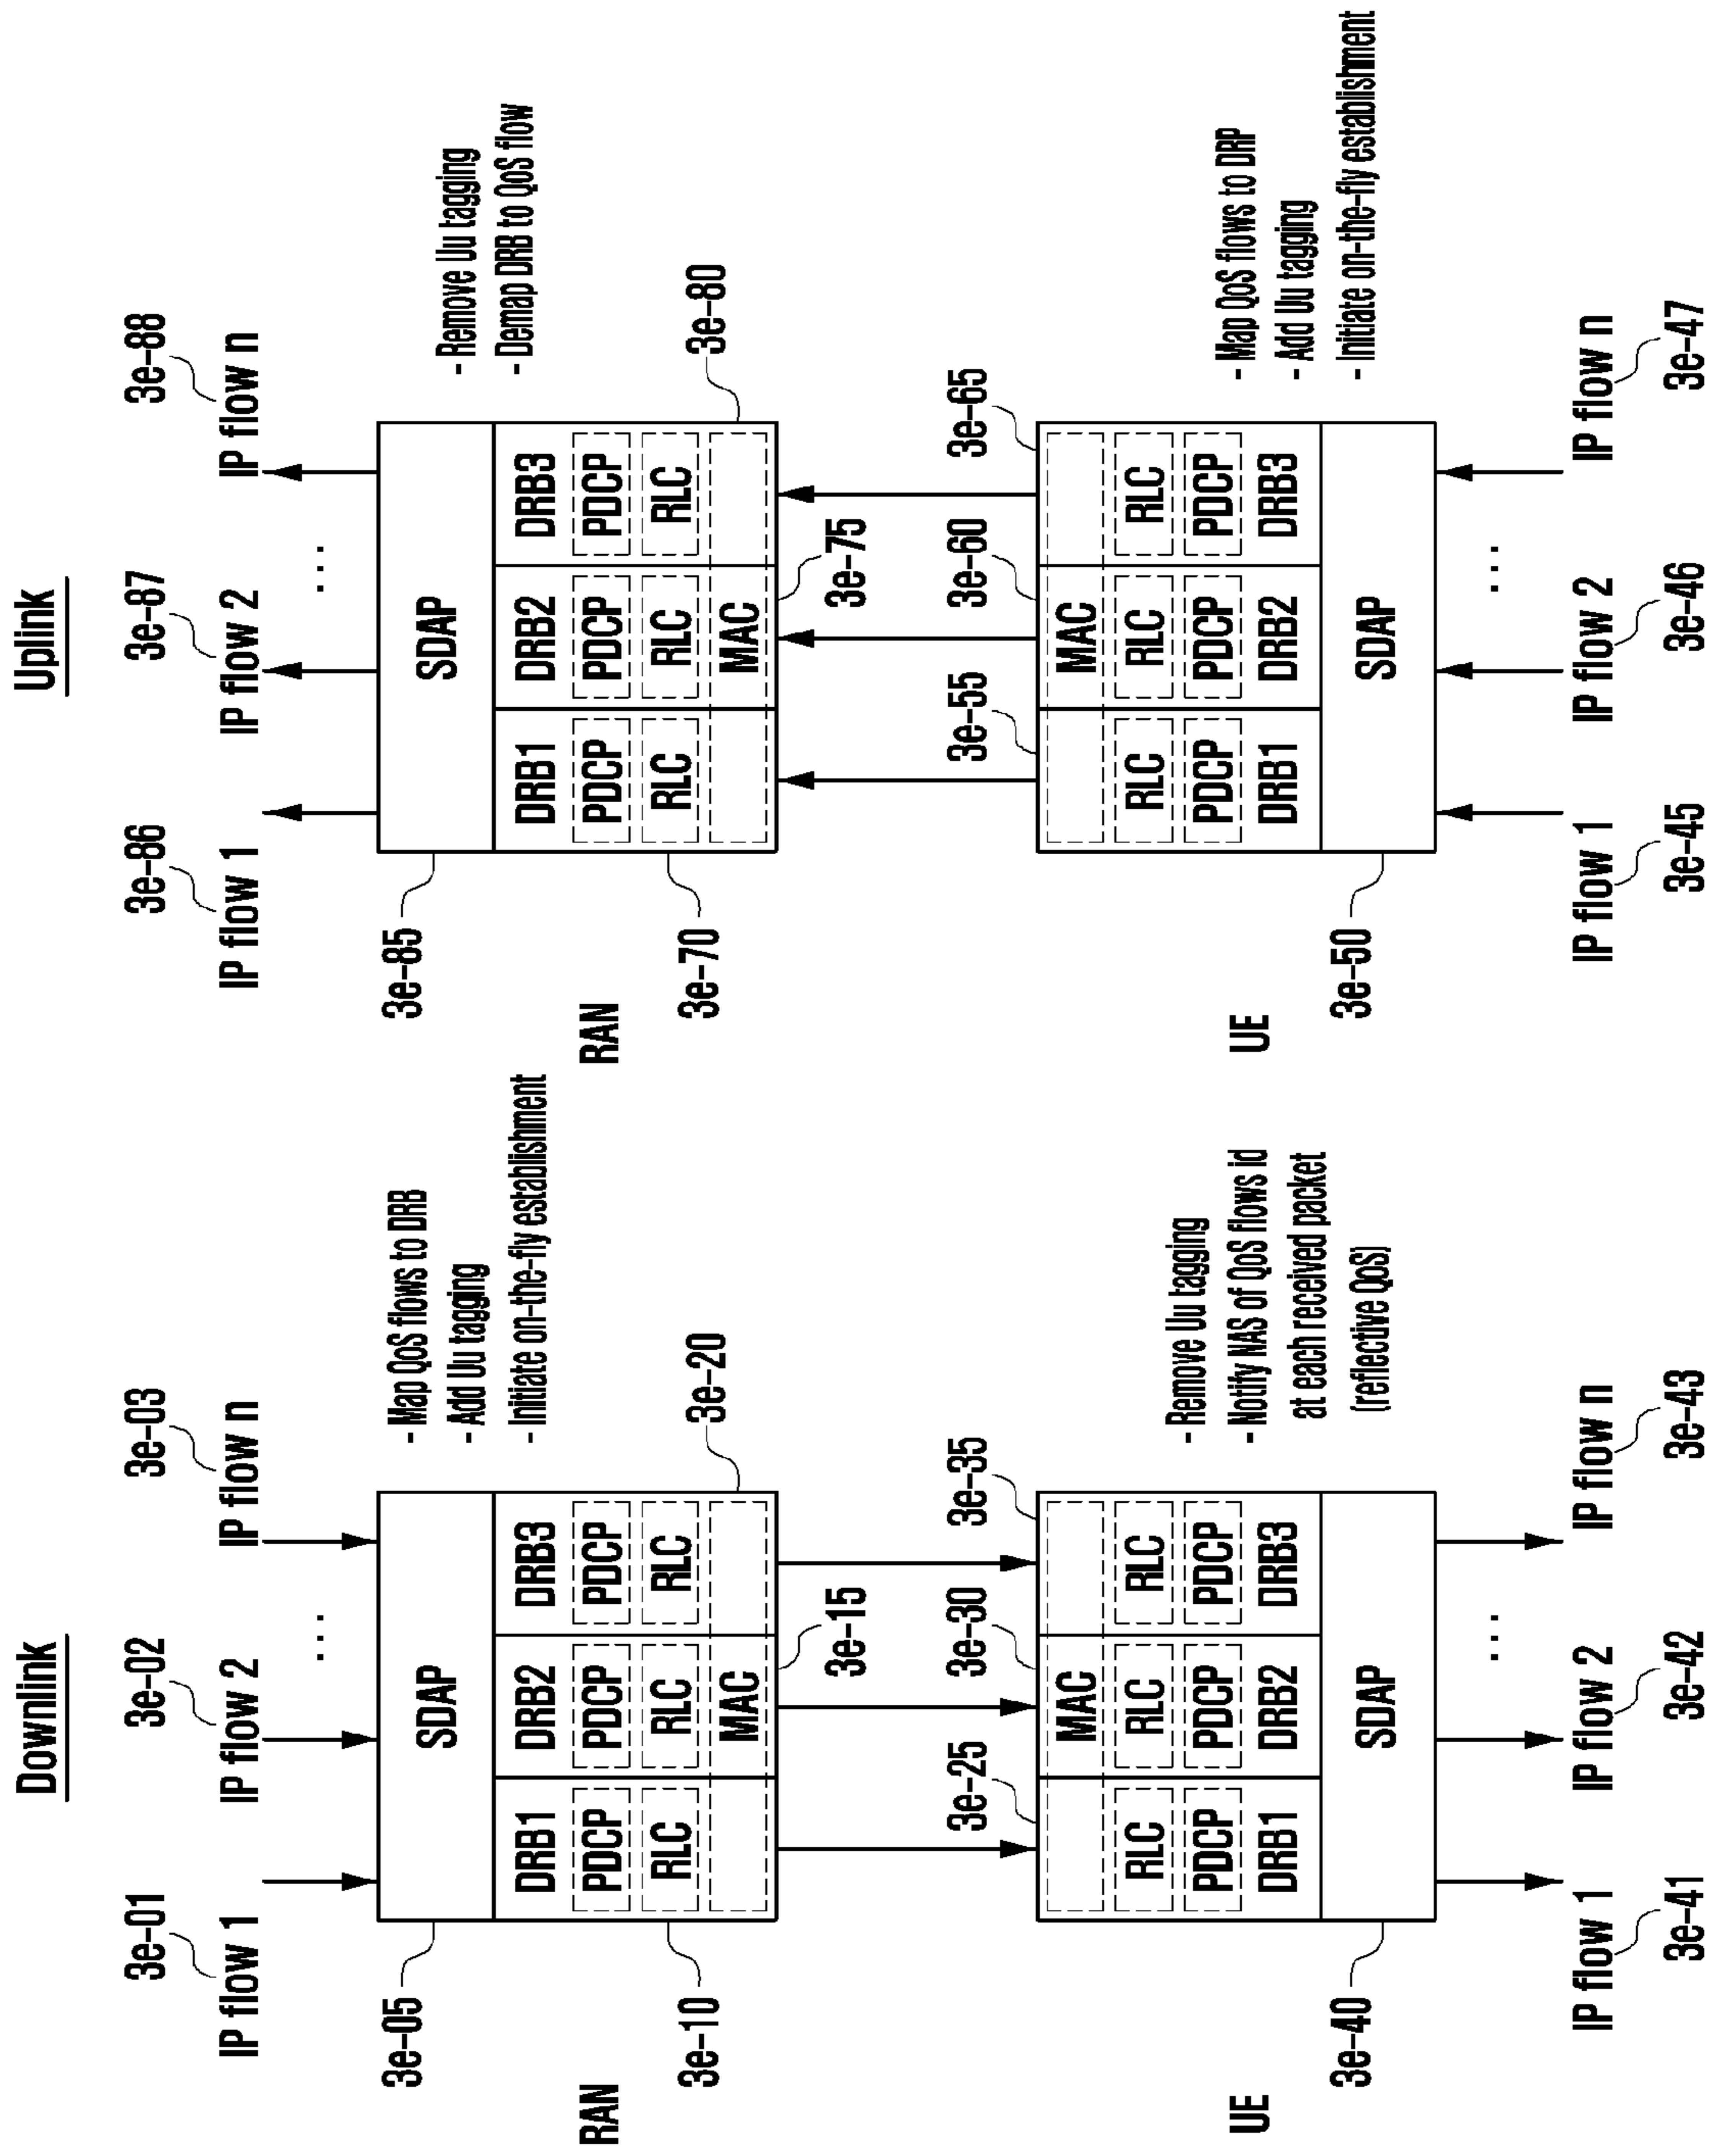 Downlink
3e-01
3e-02
3e-03
IP flow 1
IP flow 2
IP flow n
...
3e-05
SDAP
- Map QoS flows to DRB
- Add Uu tagging
- Initiate on-the-fly establishment
RAN
DRB1
DRB2
DRB3
PDCP
PDCP
PDCP
RLC
RLC
RLC
MAC
3e-10
3e-20
3e-15
3e-25
3e-30
3e-35
UE
MAC
RLC
RLC
RLC
PDCP
PDCP
PDCP
DRB1
DRB2
DRB3
- Remove Uu tagging
- Notify NAS of QoS flows id
at each received packet
(reflective QoS)
3e-40
SDAP
...
IP flow 1
IP flow 2
IP flow n
3e-41
3e-42
3e-43
Uplink
3e-86
3e-87
3e-88
IP flow 1
IP flow 2
IP flow n
...
3e-85
SDAP
- Remove Uu tagging
- Demap DRB to QoS flow
RAN
DRB1
DRB2
DRB3
PDCP
PDCP
PDCP
RLC
RLC
RLC
MAC
3e-70
3e-80
3e-75
3e-55
3e-60
3e-65
UE
MAC
RLC
RLC
RLC
PDCP
PDCP
PDCP
DRB1
DRB2
DRB3
- Map QoS flows to DRP
- Add Uu tagging
- Initiate on-the-fly establishment
3e-50
SDAP
...
IP flow 1
IP flow 2
IP flow n
3e-45
3e-46
3e-47